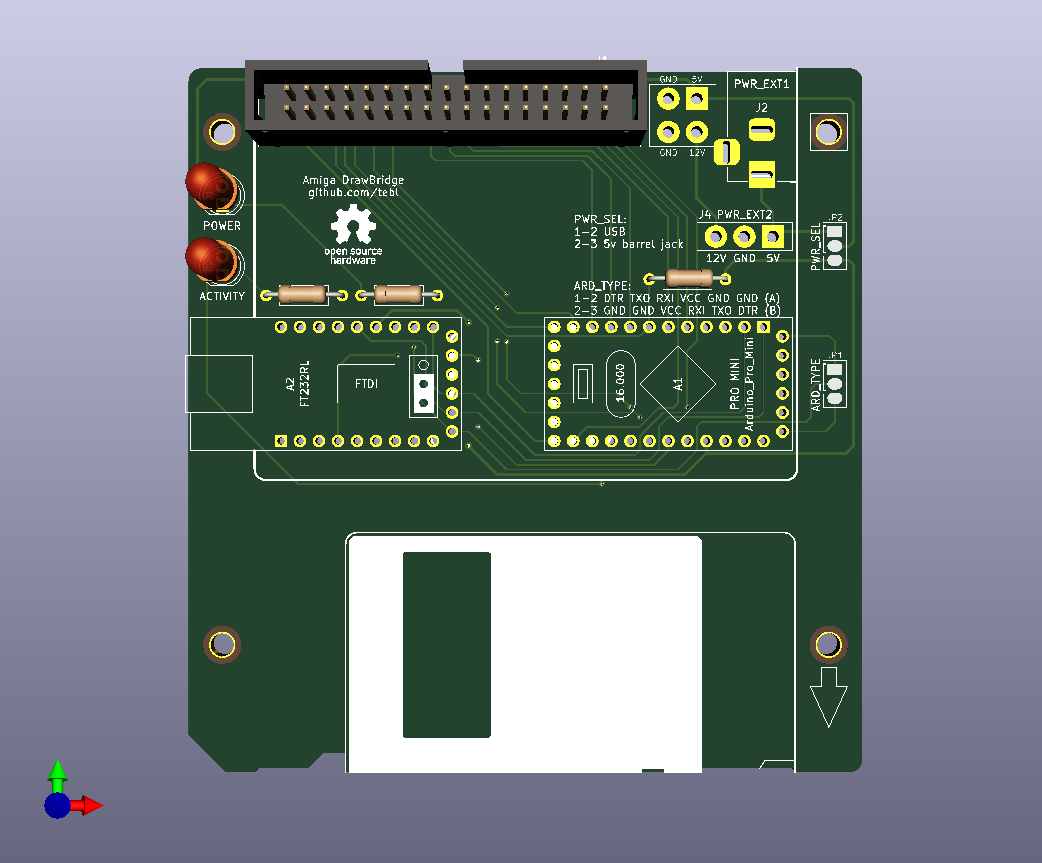 GND 5V
PWR_EXT1
J2
GND 12V
Amiga DrawBridge
github.com/tebl
open source
hardware
POWER
ACTIVITY
PWR_SEL:
1-2 USB
2-3 5v barrel jack
J4 PWR_EXT2
12V GND 5V
JP2
PWR_SEL
ARD_TYPE:
1-2 DTR TXO RXI VCC GND GND (A)
2-3 GND GND VCC RXI TXO DTR (B)
A2
FT232RL
FTDI
16.000
A1
PRO MINI
Arduino_Pro_Mini
JP1
ARD_TYPE